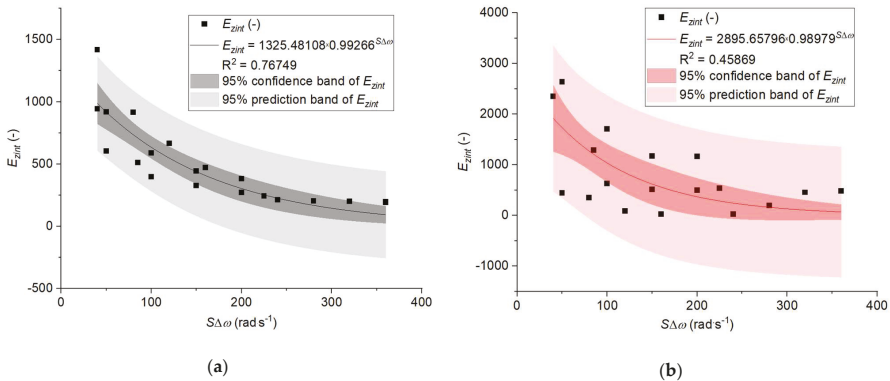 E_zint (-)
E_zint = 1325.48108·0.99266^SΔω
R² = 0.76749
95% confidence band of E_zint
95% prediction band of E_zint
1500
1000
500
0
-500
E_zint (-)
0
100
200
300
400
SΔω (rad·s⁻¹)
(a)
E_zint (-)
E_zint = 2895.65796·0.98979^SΔω
R² = 0.45869
95% confidence band of E_zint
95% prediction band of E_zint
4000
3000
2000
1000
0
-1000
E_zint (-)
0
100
200
300
400
SΔω (rad·s⁻¹)
(b)